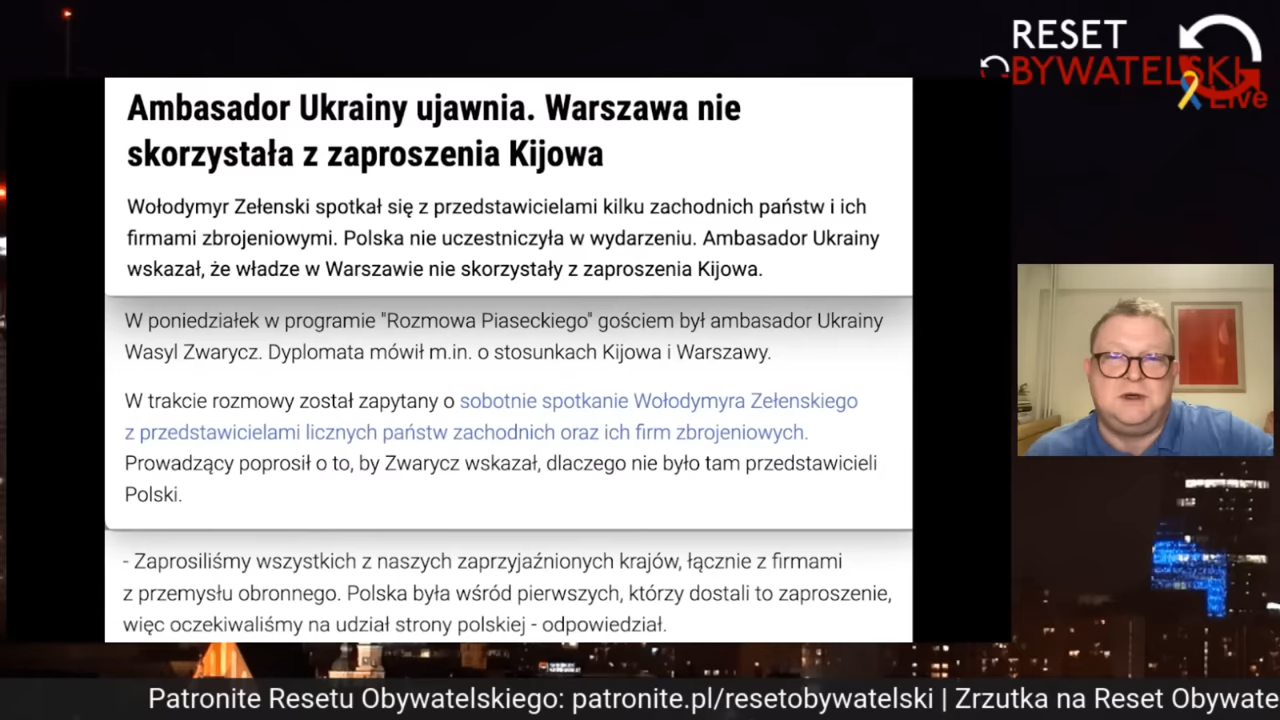 RESET
OBYWATELSKI
Live
Ambasador Ukrainy ujawnia. Warszawa nie
skorzystała z zaproszenia Kijowa
Wołodymyr Zełenski spotkał się z przedstawicielami kilku zachodnich państw i ich
firmami zbrojeniowymi. Polska nie uczestniczyła w wydarzeniu. Ambasador Ukrainy
wskazał, że władze w Warszawie nie skorzystały z zaproszenia Kijowa.
W poniedziałek w programie "Rozmowa Piaseckiego" gościem był ambasador Ukrainy
Wasyl Zwarycz. Dyplomata mówił m.in. o stosunkach Kijowa i Warszawy.
W trakcie rozmowy został zapytany o sobotnie spotkanie Wołodymyra Zełenskiego
z przedstawicielami licznych państw zachodnich oraz ich firm zbrojeniowych.
Prowadzący poprosił o to, by Zwarycz wskazał, dlaczego nie było tam przedstawicieli
Polski.
- Zaprosiliśmy wszystkich z naszych zaprzyjaźnionych krajów, łącznie z firmami
z przemysłu obronnego. Polska była wśród pierwszych, którzy dostali to zaproszenie,
więc oczekiwaliśmy na udział strony polskiej - odpowiedział.
Patronite Resetu Obywatelskiego: patronite.pl/resetobywatelski | Zrzutka na Reset Obywate